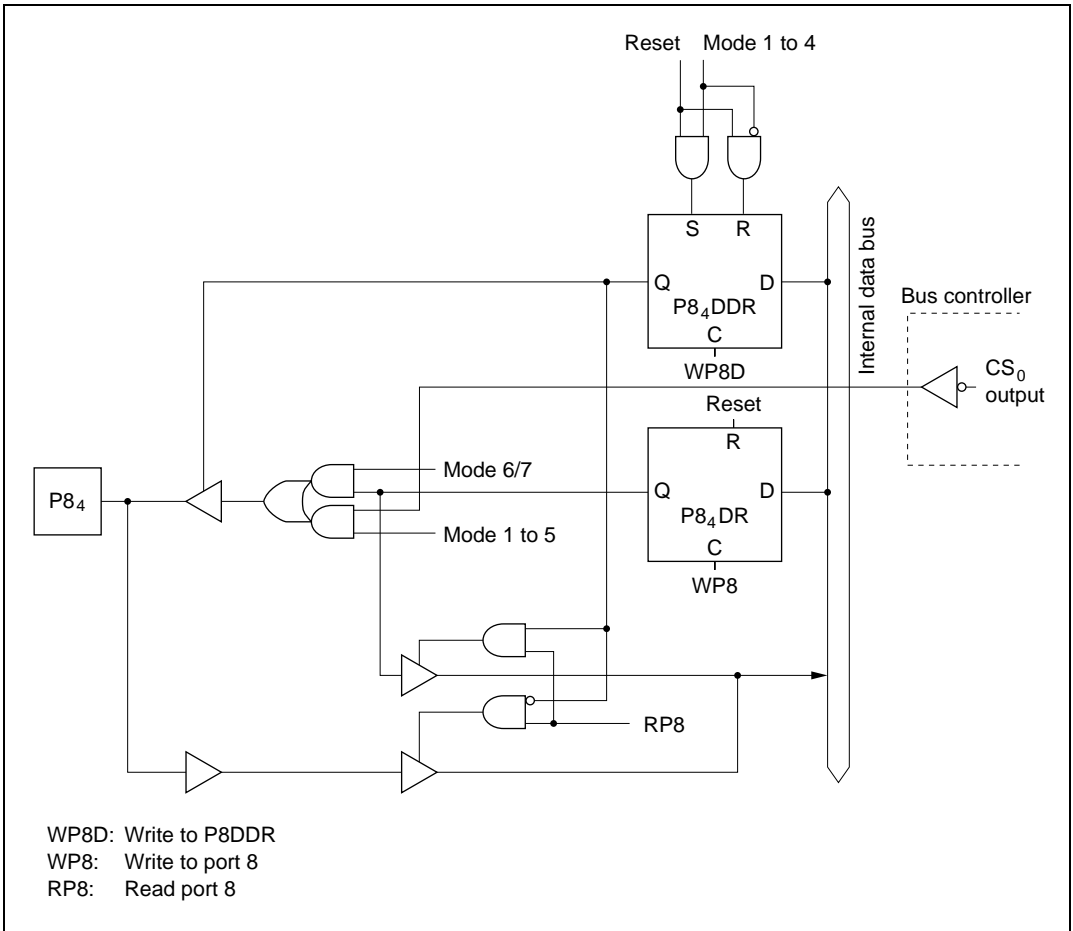 Reset Mode 1 to 4
S R
Q D
P8₄DDR
C
WP8D
Internal data bus
Bus controller
CS₀
output
Reset
R
Mode 6/7
P8₄
Q D
P8₄DR
C
WP8
Mode 1 to 5
RP8
WP8D: Write to P8DDR
WP8: Write to port 8
RP8: Read port 8